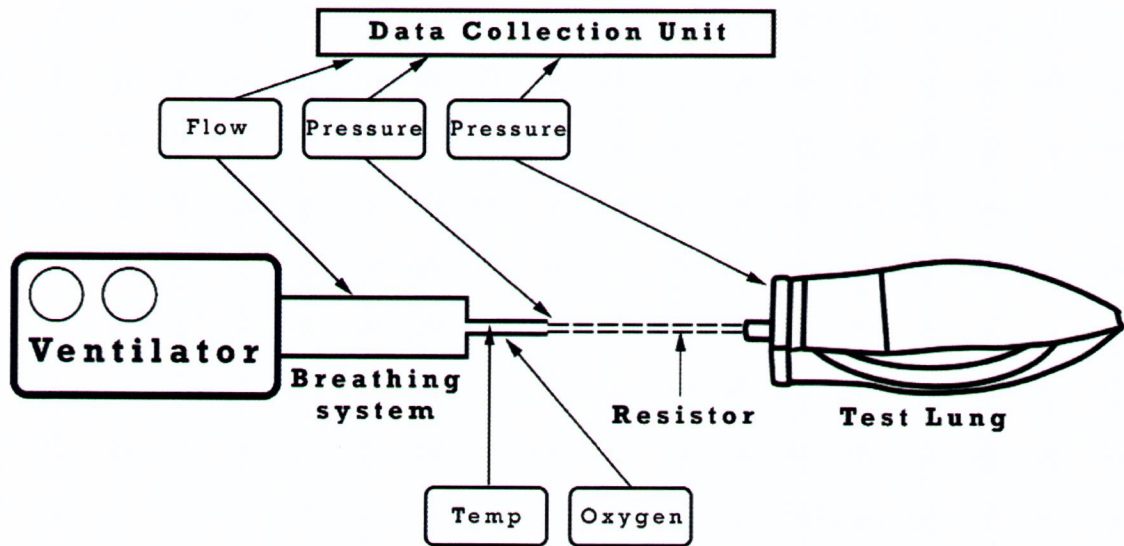 Data Collection Unit
Flow
Pressure
Pressure
Ventilator
Breathing
system
Resistor
Test Lung
Temp
Oxygen